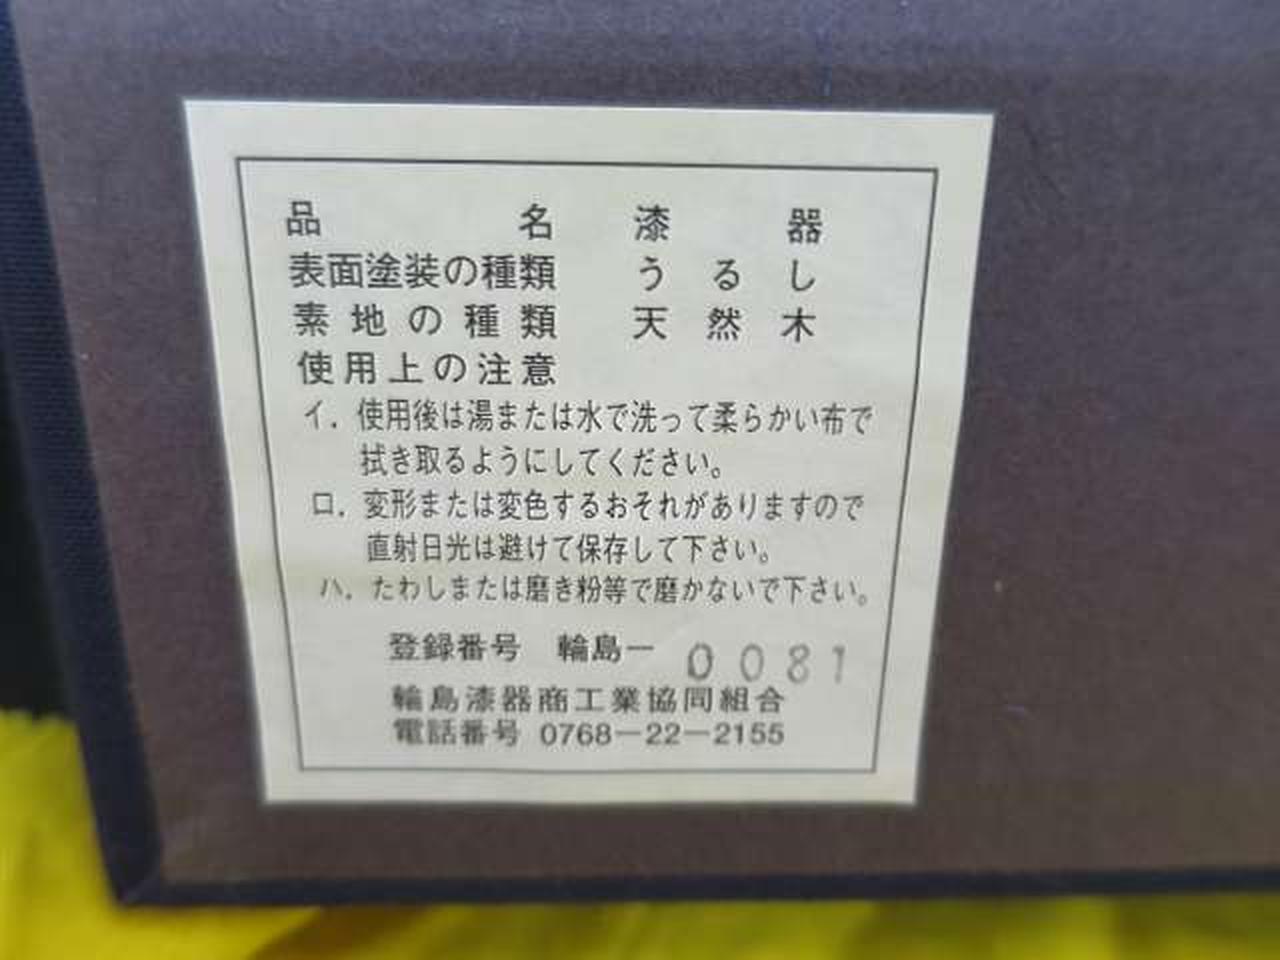 品名 漆器
表面塗装の種類 うるし
素地の種類 天然木
使用上の注意
イ．使用後は湯または水で洗って柔らかい布で
拭き取るようにしてください。
ロ．変形または変色するおそれがありますので
直射日光は避けて保存して下さい。
ハ．たわしまたは磨き粉等で磨かないで下さい。
登録番号 輪島ー 0081
輪島漆器商工業協同組合
電話番号 0768−22−2155